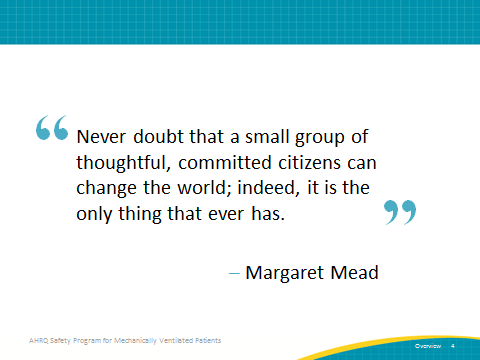 “ Never doubt that a small group of
thoughtful, committed citizens can
change the world; indeed, it is the
only thing that ever has. ”
– Margaret Mead
AHRQ Safety Program for Mechanically Ventilated Patients
Overview 4